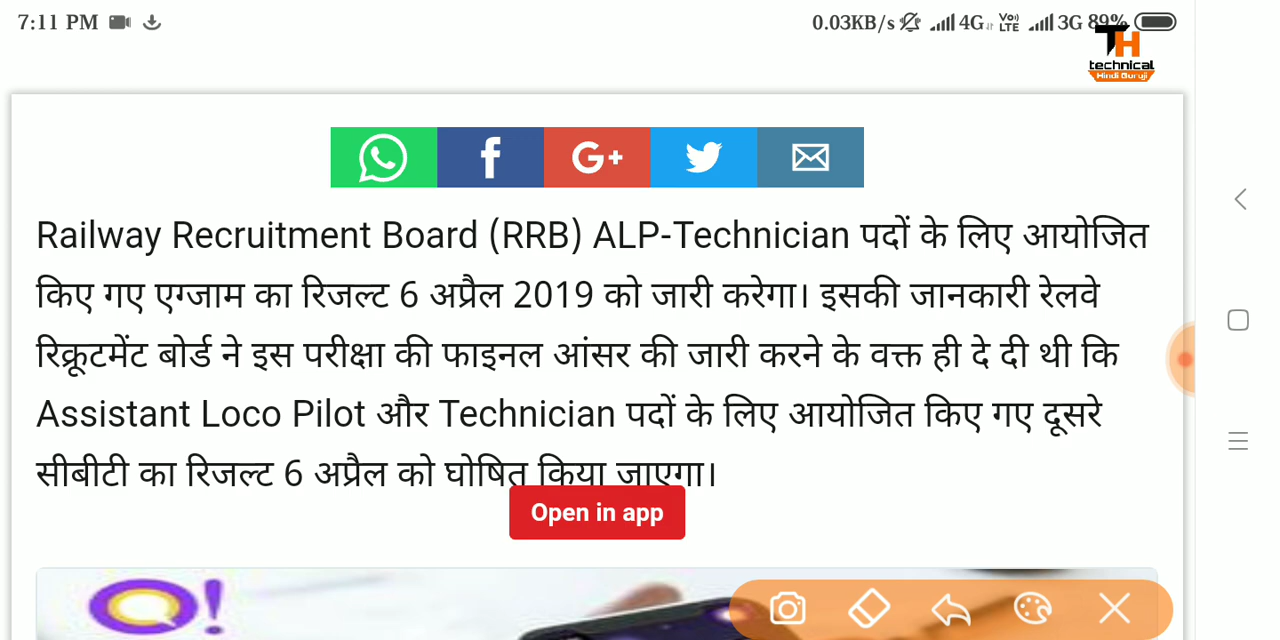 7:11 PM 0.03KB/s 4G VoLTE 3G 89%
TH
technical
Hindi Guruji
f G+
Railway Recruitment Board (RRB) ALP-Technician पदों के लिए आयोजित
किए गए एग्जाम का रिजल्ट 6 अप्रैल 2019 को जारी करेगा। इसकी जानकारी रेलवे
रिक्रूटमेंट बोर्ड ने इस परीक्षा की फाइनल आंसर की जारी करने के वक्त ही दे दी थी कि
Assistant Loco Pilot और Technician पदों के लिए आयोजित किए गए दूसरे
सीबीटी का रिजल्ट 6 अप्रैल को घोषित किया जाएगा।
Open in app
Q!